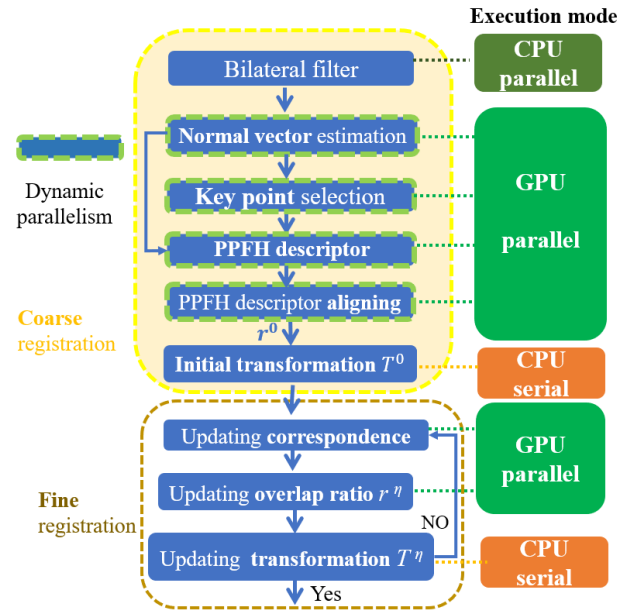 Execution mode
Bilateral filter
CPU
parallel
Normal vector estimation
Dynamic
parallelism
Key point selection
GPU
parallel
PPFH descriptor
PPFH descriptor aligning
r⁰
Coarse
registration
Initial transformation T⁰
CPU
serial
Updating correspondence
GPU
parallel
Updating overlap ratio r^η
Fine
registration
NO
Updating transformation T^η
CPU
serial
Yes